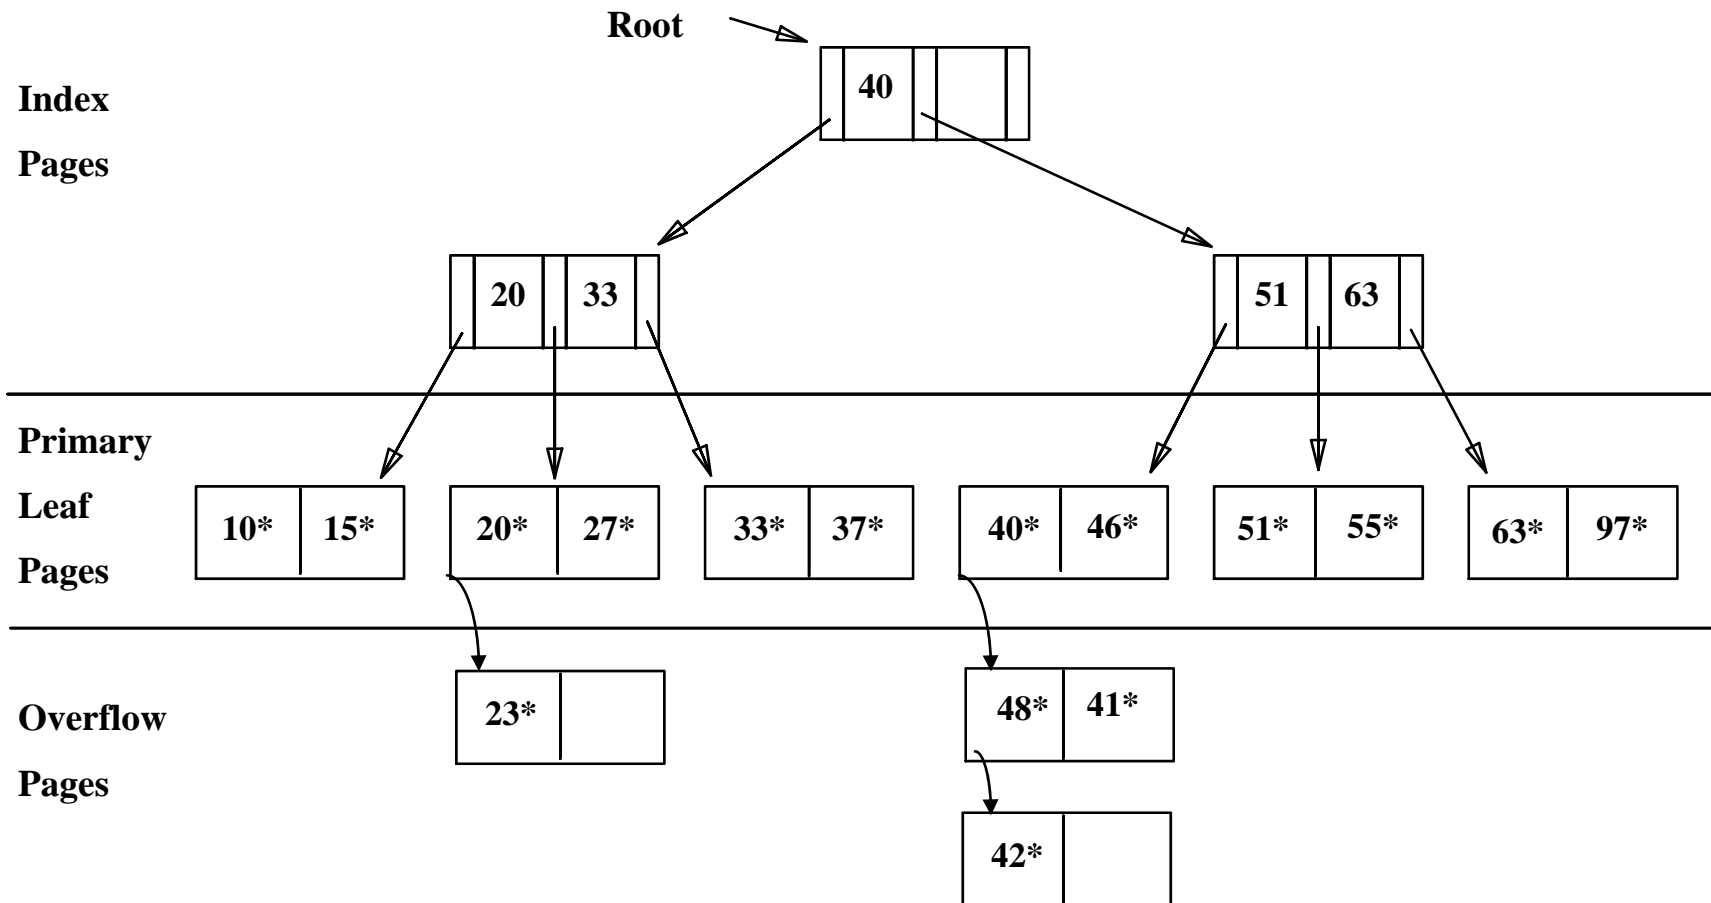 Root
40
Index
Pages
20 33
51 63
Primary
Leaf
Pages
10* 15*
20* 27*
33* 37*
40* 46*
51* 55*
63* 97*
Overflow
Pages
23*
48* 41*
42*